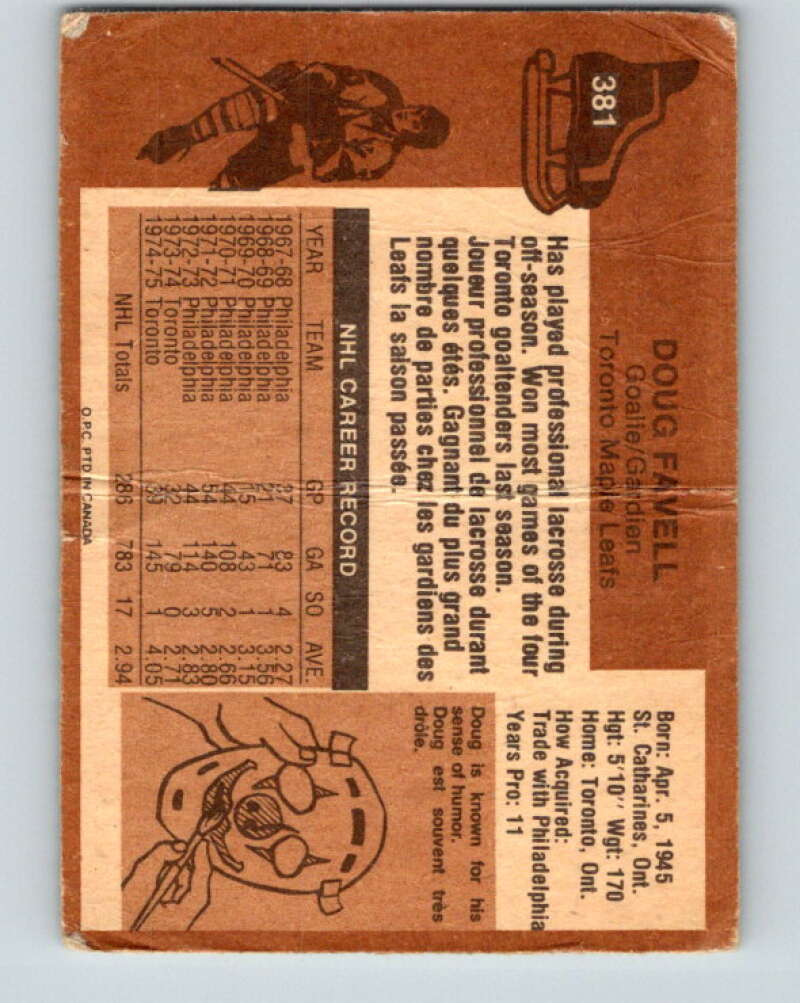 381
DOUG FAVELL
Goalie/Gardien
Toronto Maple Leafs
Born: Apr. 5, 1945
St. Catharines, Ont.
Hgt: 5'10" Wgt: 170
Home: Toronto, Ont.
How Acquired:
Trade with Philadelphia
Years Pro: 11
Has played professional lacrosse during
off-season. Won most games of the four
Toronto goaltenders last season.
Joueur professionnel de lacrosse durant
quelques étés. Gagnant du plus grand
nombre de parties chez les gardiens des
Leafs la saison passée.
NHL CAREER RECORD
YEAR TEAM GP GA SO AVE.
1967-68 Philadelphia 37 83 4 2.27
1968-69 Philadelphia 21 71 1 3.56
1969-70 Philadelphia 15 43 1 3.15
1970-71 Philadelphia 44 108 2 2.66
1971-72 Philadelphia 54 140 5 2.80
1972-73 Philadelphia 44 114 3 2.83
1973-74 Toronto 32 79 0 2.71
1974-75 Toronto 39 145 1 4.05
NHL Totals 286 783 17 2.94
Doug is known for his
sense of humor.
Doug est souvent très
drôle.
O.P.C. PTD IN CANADA